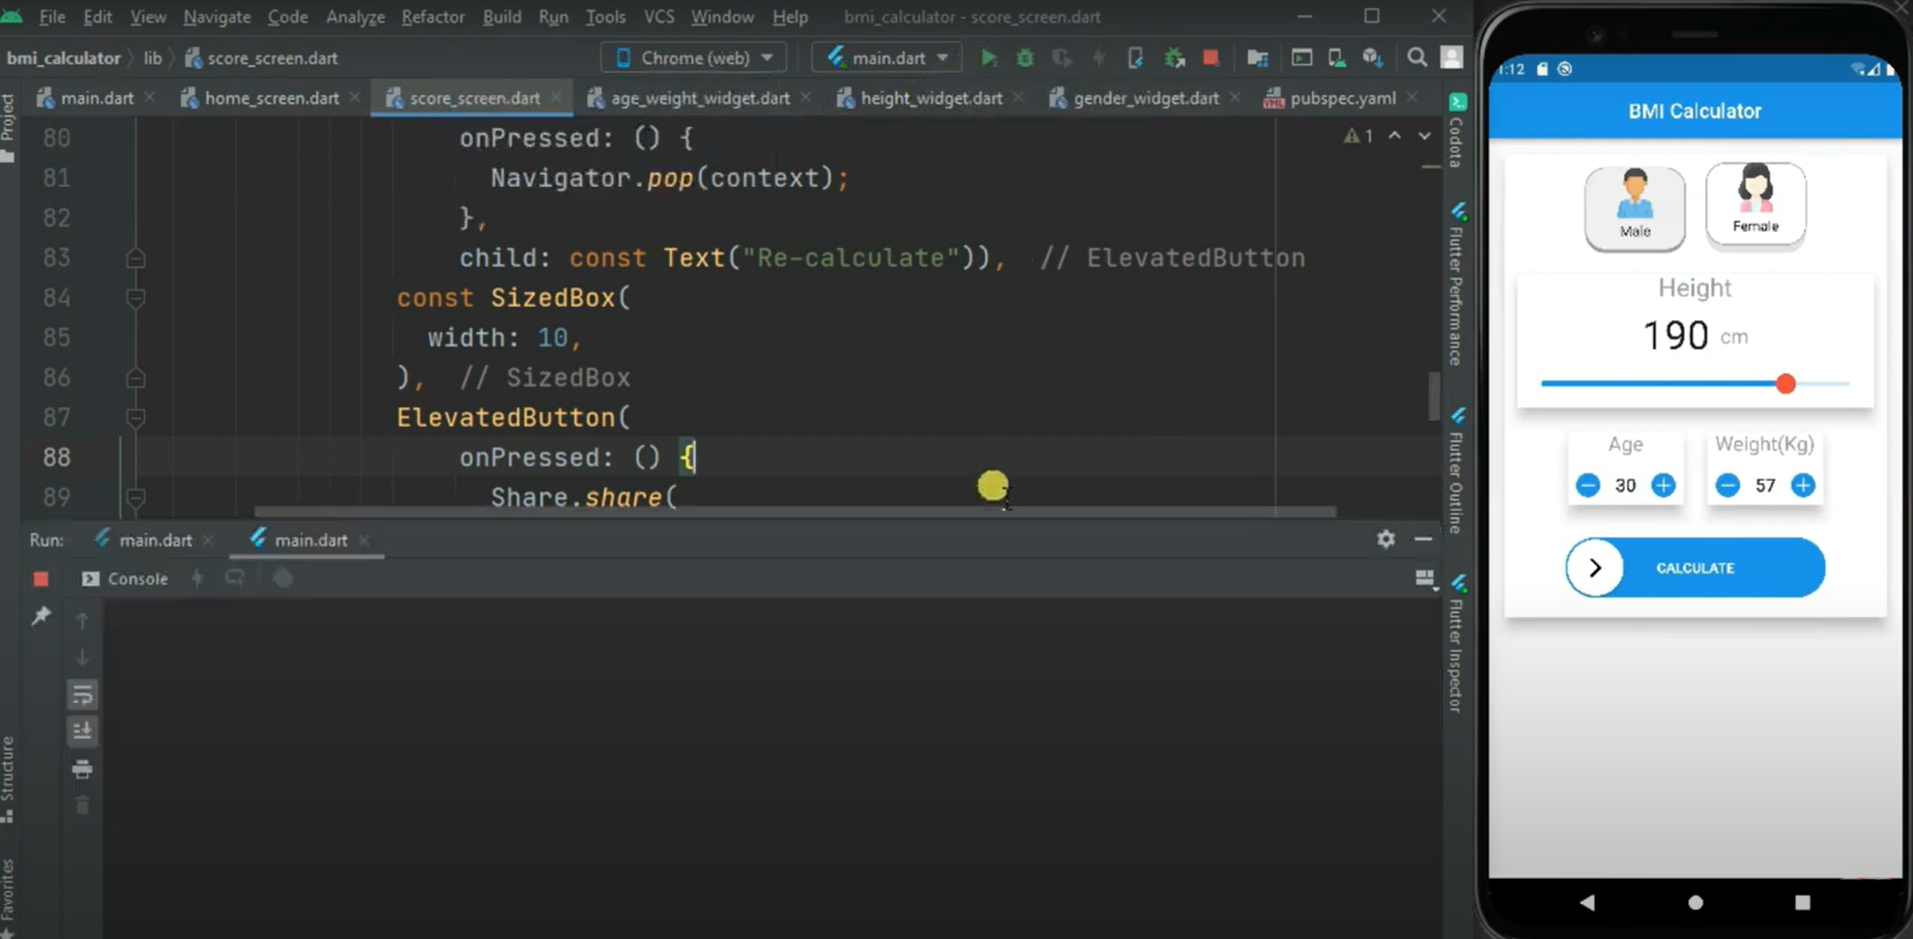 File Edit View Navigate Code Analyze Refactor Build Run Tools VCS Window Help bmi_calculator - score_screen.dart
bmi_calculator lib score_screen.dart Chrome (web) main.dart
main.dart home_screen.dart score_screen.dart age_weight_widget.dart height_widget.dart gender_widget.dart pubspec.yaml
80 onPressed: () {
81 Navigator.pop(context);
82 },
83 child: const Text("Re-calculate")), // ElevatedButton
84 const SizedBox(
85 width: 10,
86 ), // SizedBox
87 ElevatedButton(
88 onPressed: () {
89 Share.share(
1
Run: main.dart main.dart
Console
Project
Structure
Favorites
Codota
Flutter Performance
Flutter Outline
Flutter Inspector
1:12
BMI Calculator
Male Female
Height
190 cm
Age Weight(Kg)
30 57
CALCULATE